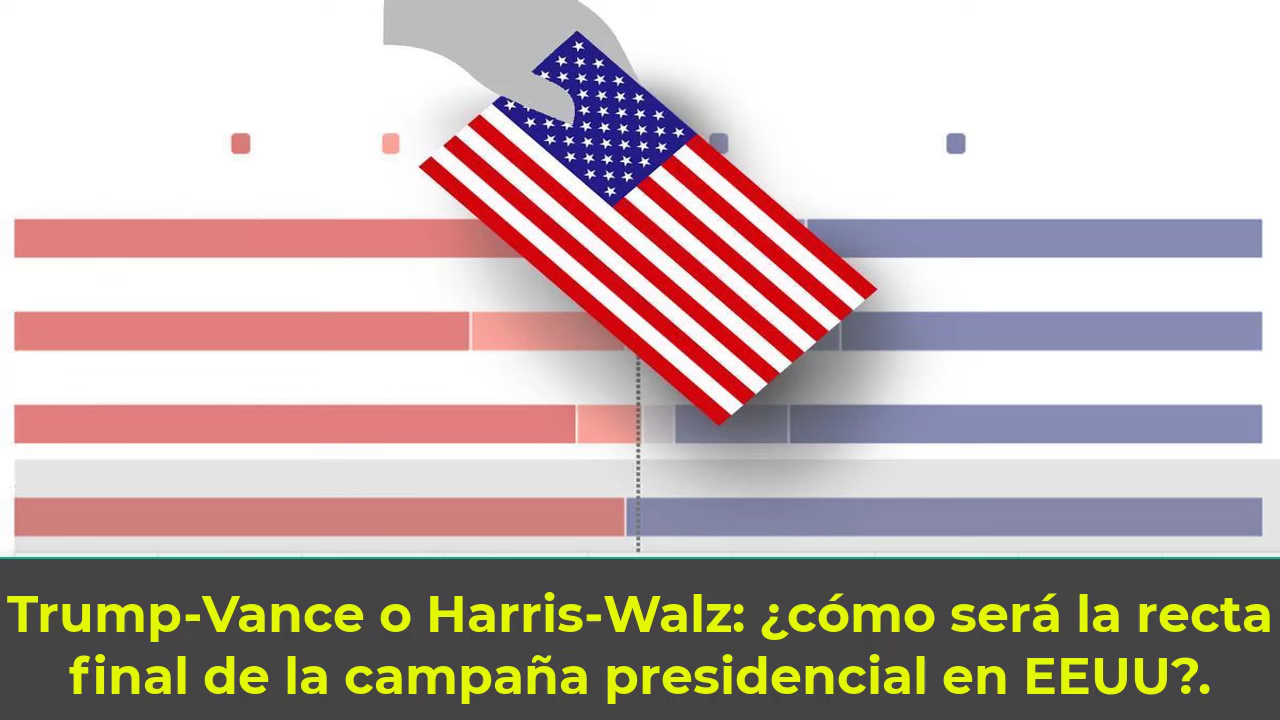 Trump-Vance o Harris-Walz: ¿cómo será la recta
final de la campaña presidencial en EEUU?.